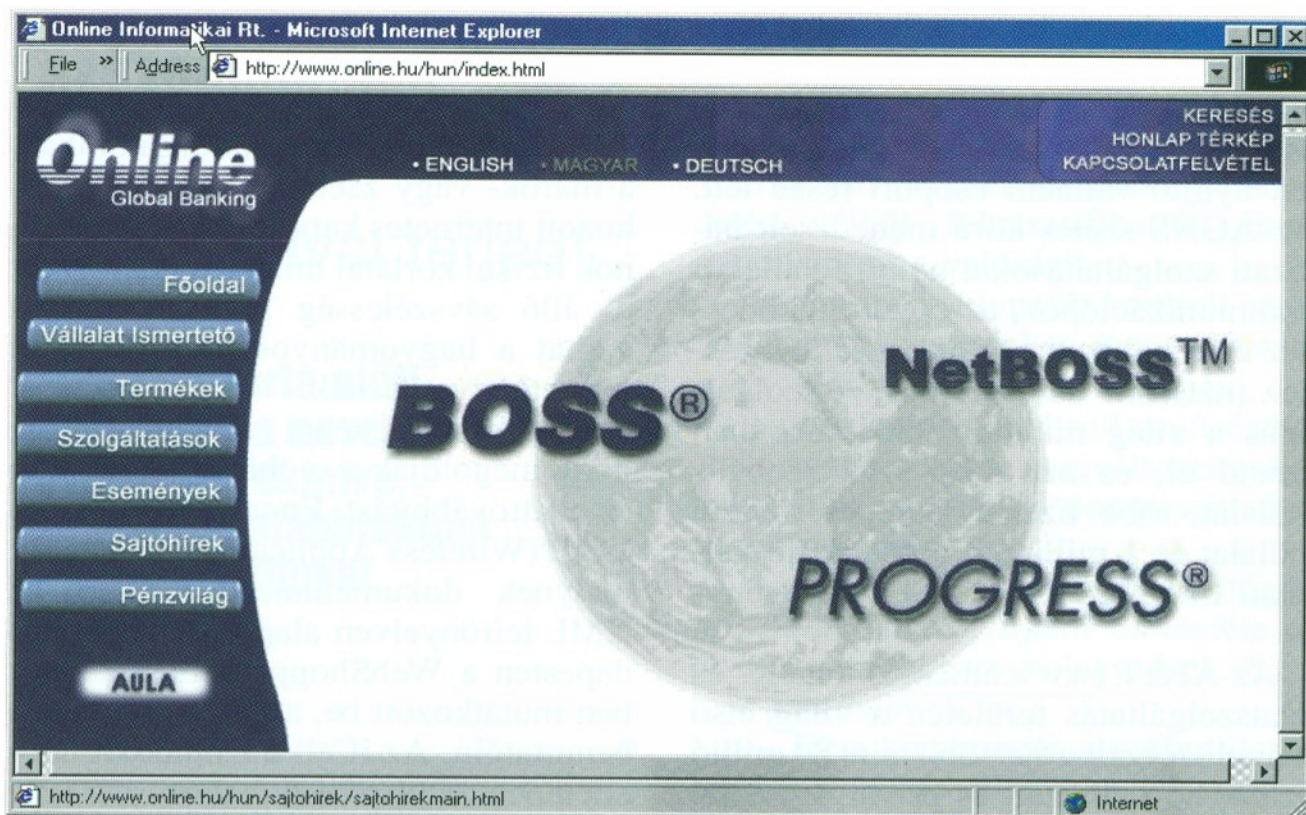 Online Informatikai Rt. - Microsoft Internet Explorer
File » Address http://www.online.hu/hun/index.html
KERESÉS
HONLAP TÉRKÉP
KAPCSOLATFELVÉTEL
Online
Global Banking
• ENGLISH • MAGYAR • DEUTSCH
Főoldal
Vállalat Ismertető
Termékek
Szolgáltatások
Események
Sajtóhírek
Pénzvilág
AULA
BOSS®
NetBOSS™
PROGRESS®
http://www.online.hu/hun/sajtohirek/sajtohirekmain.html
Internet